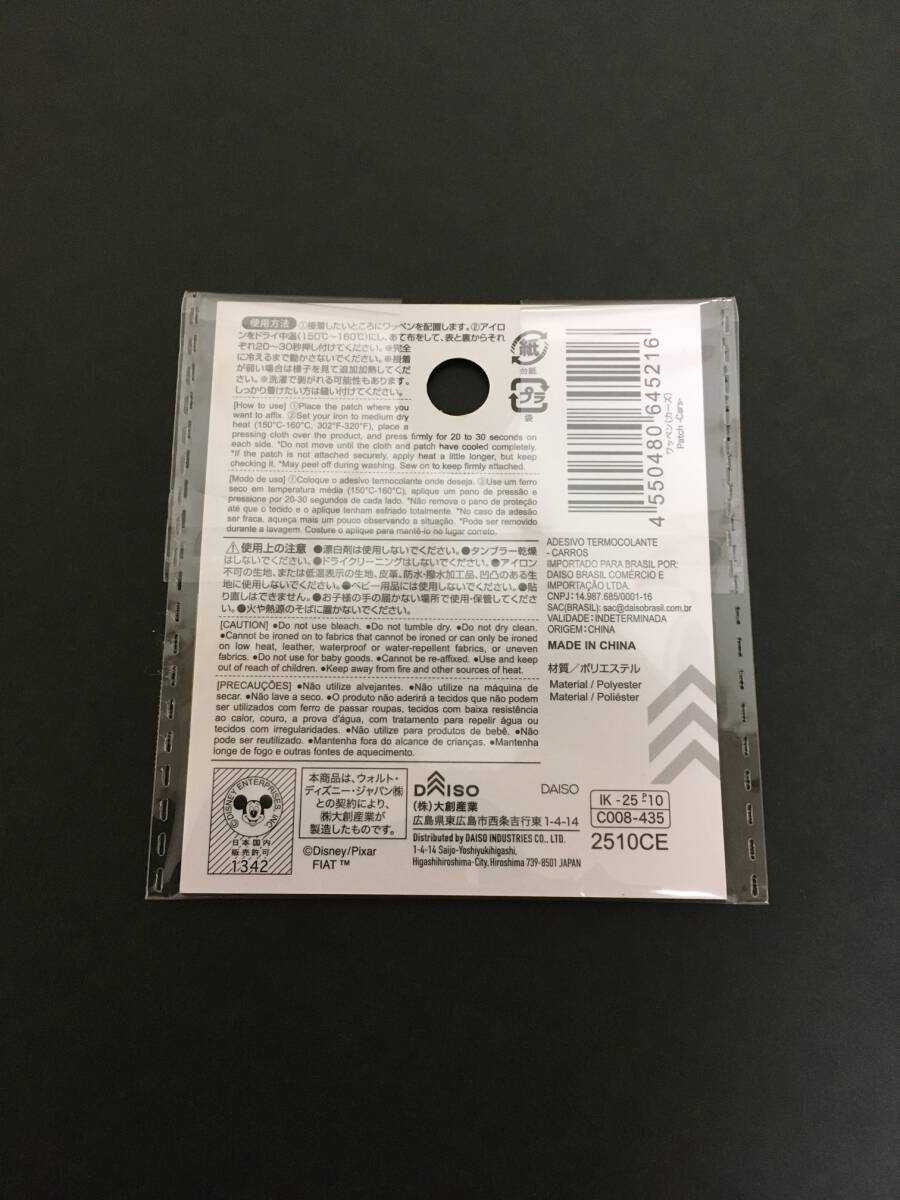 使用方法 ①接着したいところにワッペンを配置します。②アイロ
ンをドライ中温(150℃〜160℃)にし、あて布をして、表と裏からそれ
ぞれ20〜30秒押し付けてください。※完全
に冷えるまで動かさないでください。※接着
が弱い場合は様子を見て追加加熱してく
ださい。※洗濯で剥がれる可能性もあります。
しっかり着けたい方は縫い付けてください。
[How to use] ①Place the patch where you
want to affix. ②Set your iron to medium dry
heat (150°C-160°C, 302°F-320°F), place a
pressing cloth over the product, and press firmly for 20 to 30 seconds on
each side. *Do not move until the cloth and patch have cooled completely.
*If the patch is not attached securely, apply heat a little longer, but keep
checking it. *May peel off during washing. Sew on to keep firmly attached.
[Modo de uso] ①Coloque o adesivo termocolante onde deseja. ②Use um ferro
seco em temperatura média (150°C-160°C), aplique um pano de pressão e
pressione por 20-30 segundos de cada lado. *Não remova o pano de proteção
até que o tecido e o aplique tenham esfriado totalmente. *No caso da adesão
ser fraca, aqueça mais um pouco observando a situação. *Pode ser removido
durante a lavagem. Costure o aplique para mantê-lo no lugar correto.
⚠使用上の注意 ●漂白剤は使用しないでください。●タンブラー乾燥
はしないでください。●ドライクリーニングはしないでください。●アイロン
不可の生地、または低温表示の生地、皮革、防水・撥水加工品、凹凸のある生
地に使用しないでください。●ベビー用品には使用しないでください。●貼
り直しはできません。●お子様の手の届かない場所で使用・保管してくださ
い。●火や熱源のそばに置かないでください。
[CAUTION] ●Do not use bleach. ●Do not tumble dry. ●Do not dry clean.
●Cannot be ironed on to fabrics that cannot be ironed or can only be ironed
on low heat, leather, waterproof or water-repellent fabrics, or uneven
fabrics. ●Do not use for baby goods. ●Cannot be re-affixed. ●Use and keep
out of reach of children. ●Keep away from fire and other sources of heat.
[PRECAUÇÕES] ●Não utilize alvejantes. ●Não utilize na máquina de
secar. ●Não lave a seco. ●O produto não aderirá a tecidos que não podem
ser utilizados com ferro de passar roupas, tecidos com baixa resistência
ao calor, couro, a prova d'água, com tratamento para repelir água ou
tecidos com irregularidades. ●Não utilize para produtos de bebê. ●Não
pode ser reutilizado. ●Mantenha fora do alcance de crianças. ●Mantenha
longe de fogo e outras fontes de aquecimento.
紙
台紙
プラ
袋
4 550480 645216
ワッペン(カーズ)
Patch -Cars-
ADESIVO TERMOCOLANTE
- CARROS
IMPORTADO PARA BRASIL POR:
DAISO BRASIL COMÉRCIO E
IMPORTAÇÃO LTDA.
CNPJ: 14.987.685/0001-16
SAC(BRASIL): sac@daisobrasil.com.br
VALIDADE: INDETERMINADA
ORIGEM: CHINA
MADE IN CHINA
材質/ポリエステル
Material / Polyester
Material / Poliéster
©DISNEY ENTERPRISES INC.
日本国内
販売許可
1342
本商品は、ウォルト・
ディズニー・ジャパン㈱
との契約により、
㈱大創産業が
製造したものです。
©Disney/Pixar
FIAT™
DAISO
(株)大創産業
広島県東広島市西条吉行東1-4-14
Distributed by DAISO INDUSTRIES CO., LTD.
1-4-14 Saijo-Yoshiyukihigashi,
Higashihiroshima-City, Hiroshima 739-8501 JAPAN
DAISO
IK -25 P10
C008-435
2510CE